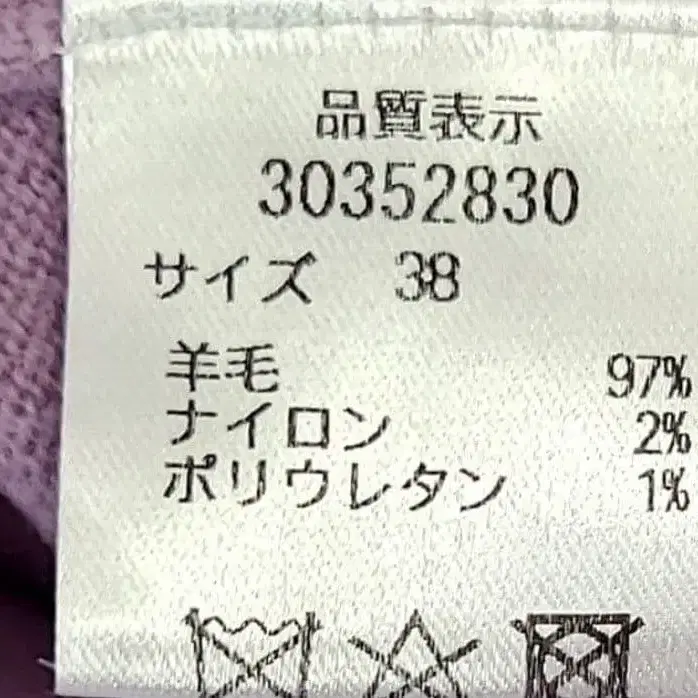 品質表示
30352830
サイズ 38
羊毛 97%
ナイロン 2%
ポリウレタン 1%